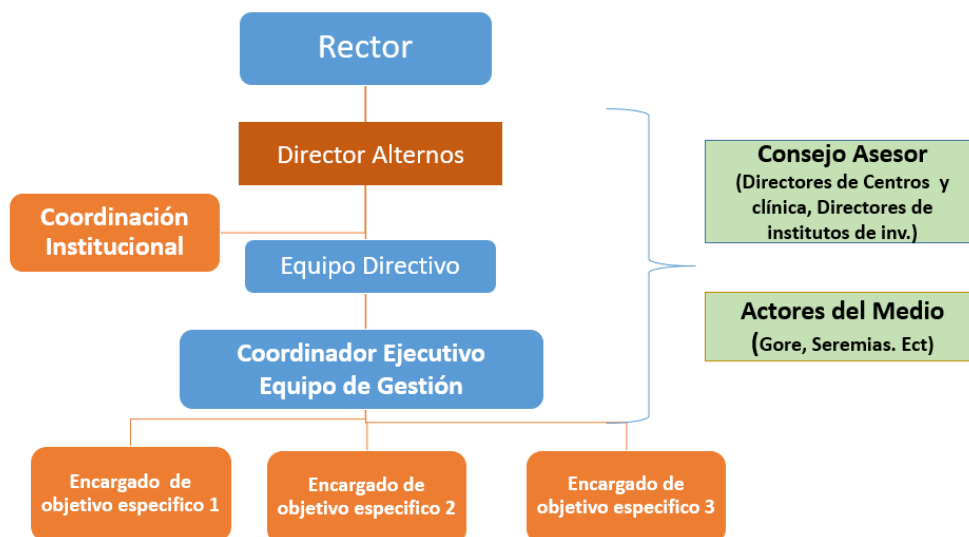 Rector
Director Alternos
Coordinación
Institucional
Equipo Directivo
Coordinador Ejecutivo
Equipo de Gestión
Encargado de
objetivo especifico 1
Encargado de
objetivo especifico 2
Encargado de
objetivo especifico 3
Consejo Asesor
(Directores de Centros y
clínica, Directores de
institutos de inv.)
Actores del Medio
(Gore, Seremias. Ect)